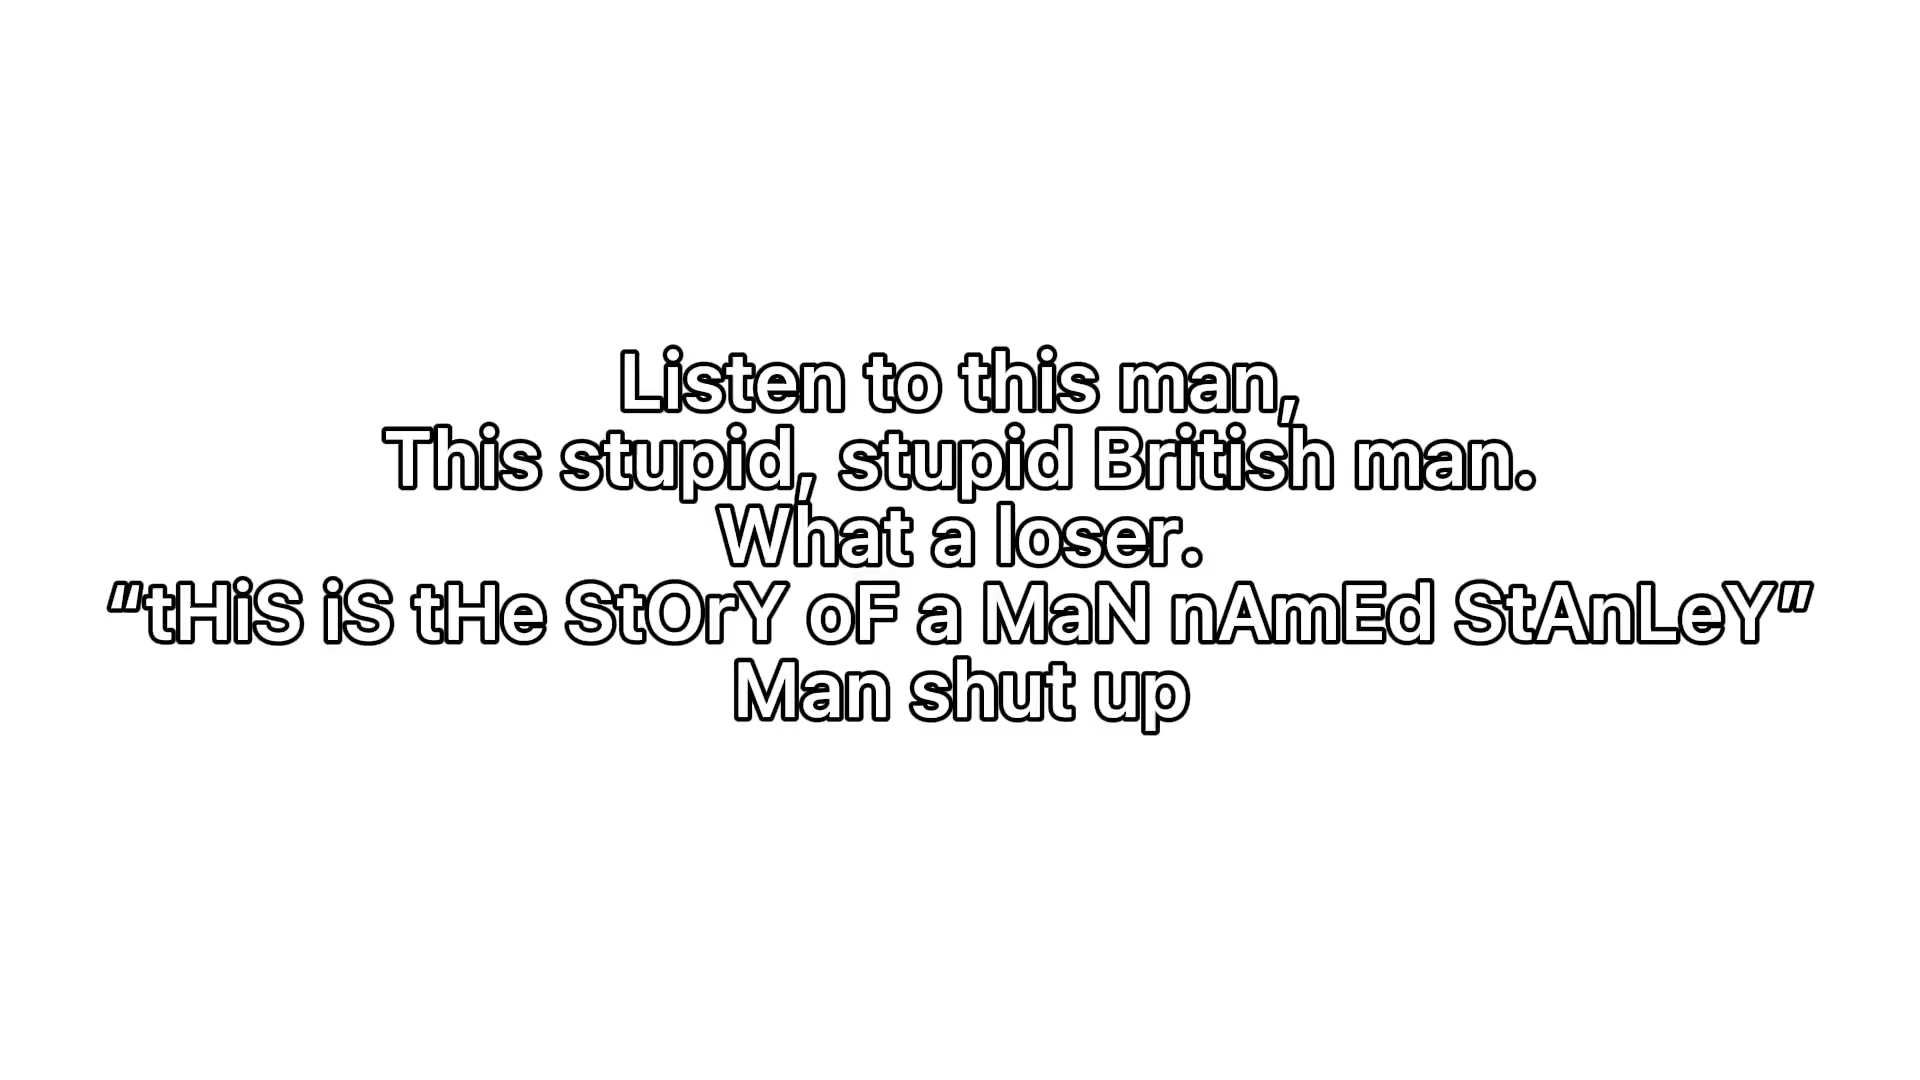 Listen to this man,
This stupid, stupid British man.
What a loser.
“tHiS iS tHe StOrY oF a MaN nAmEd StAnLeY”
Man shut up